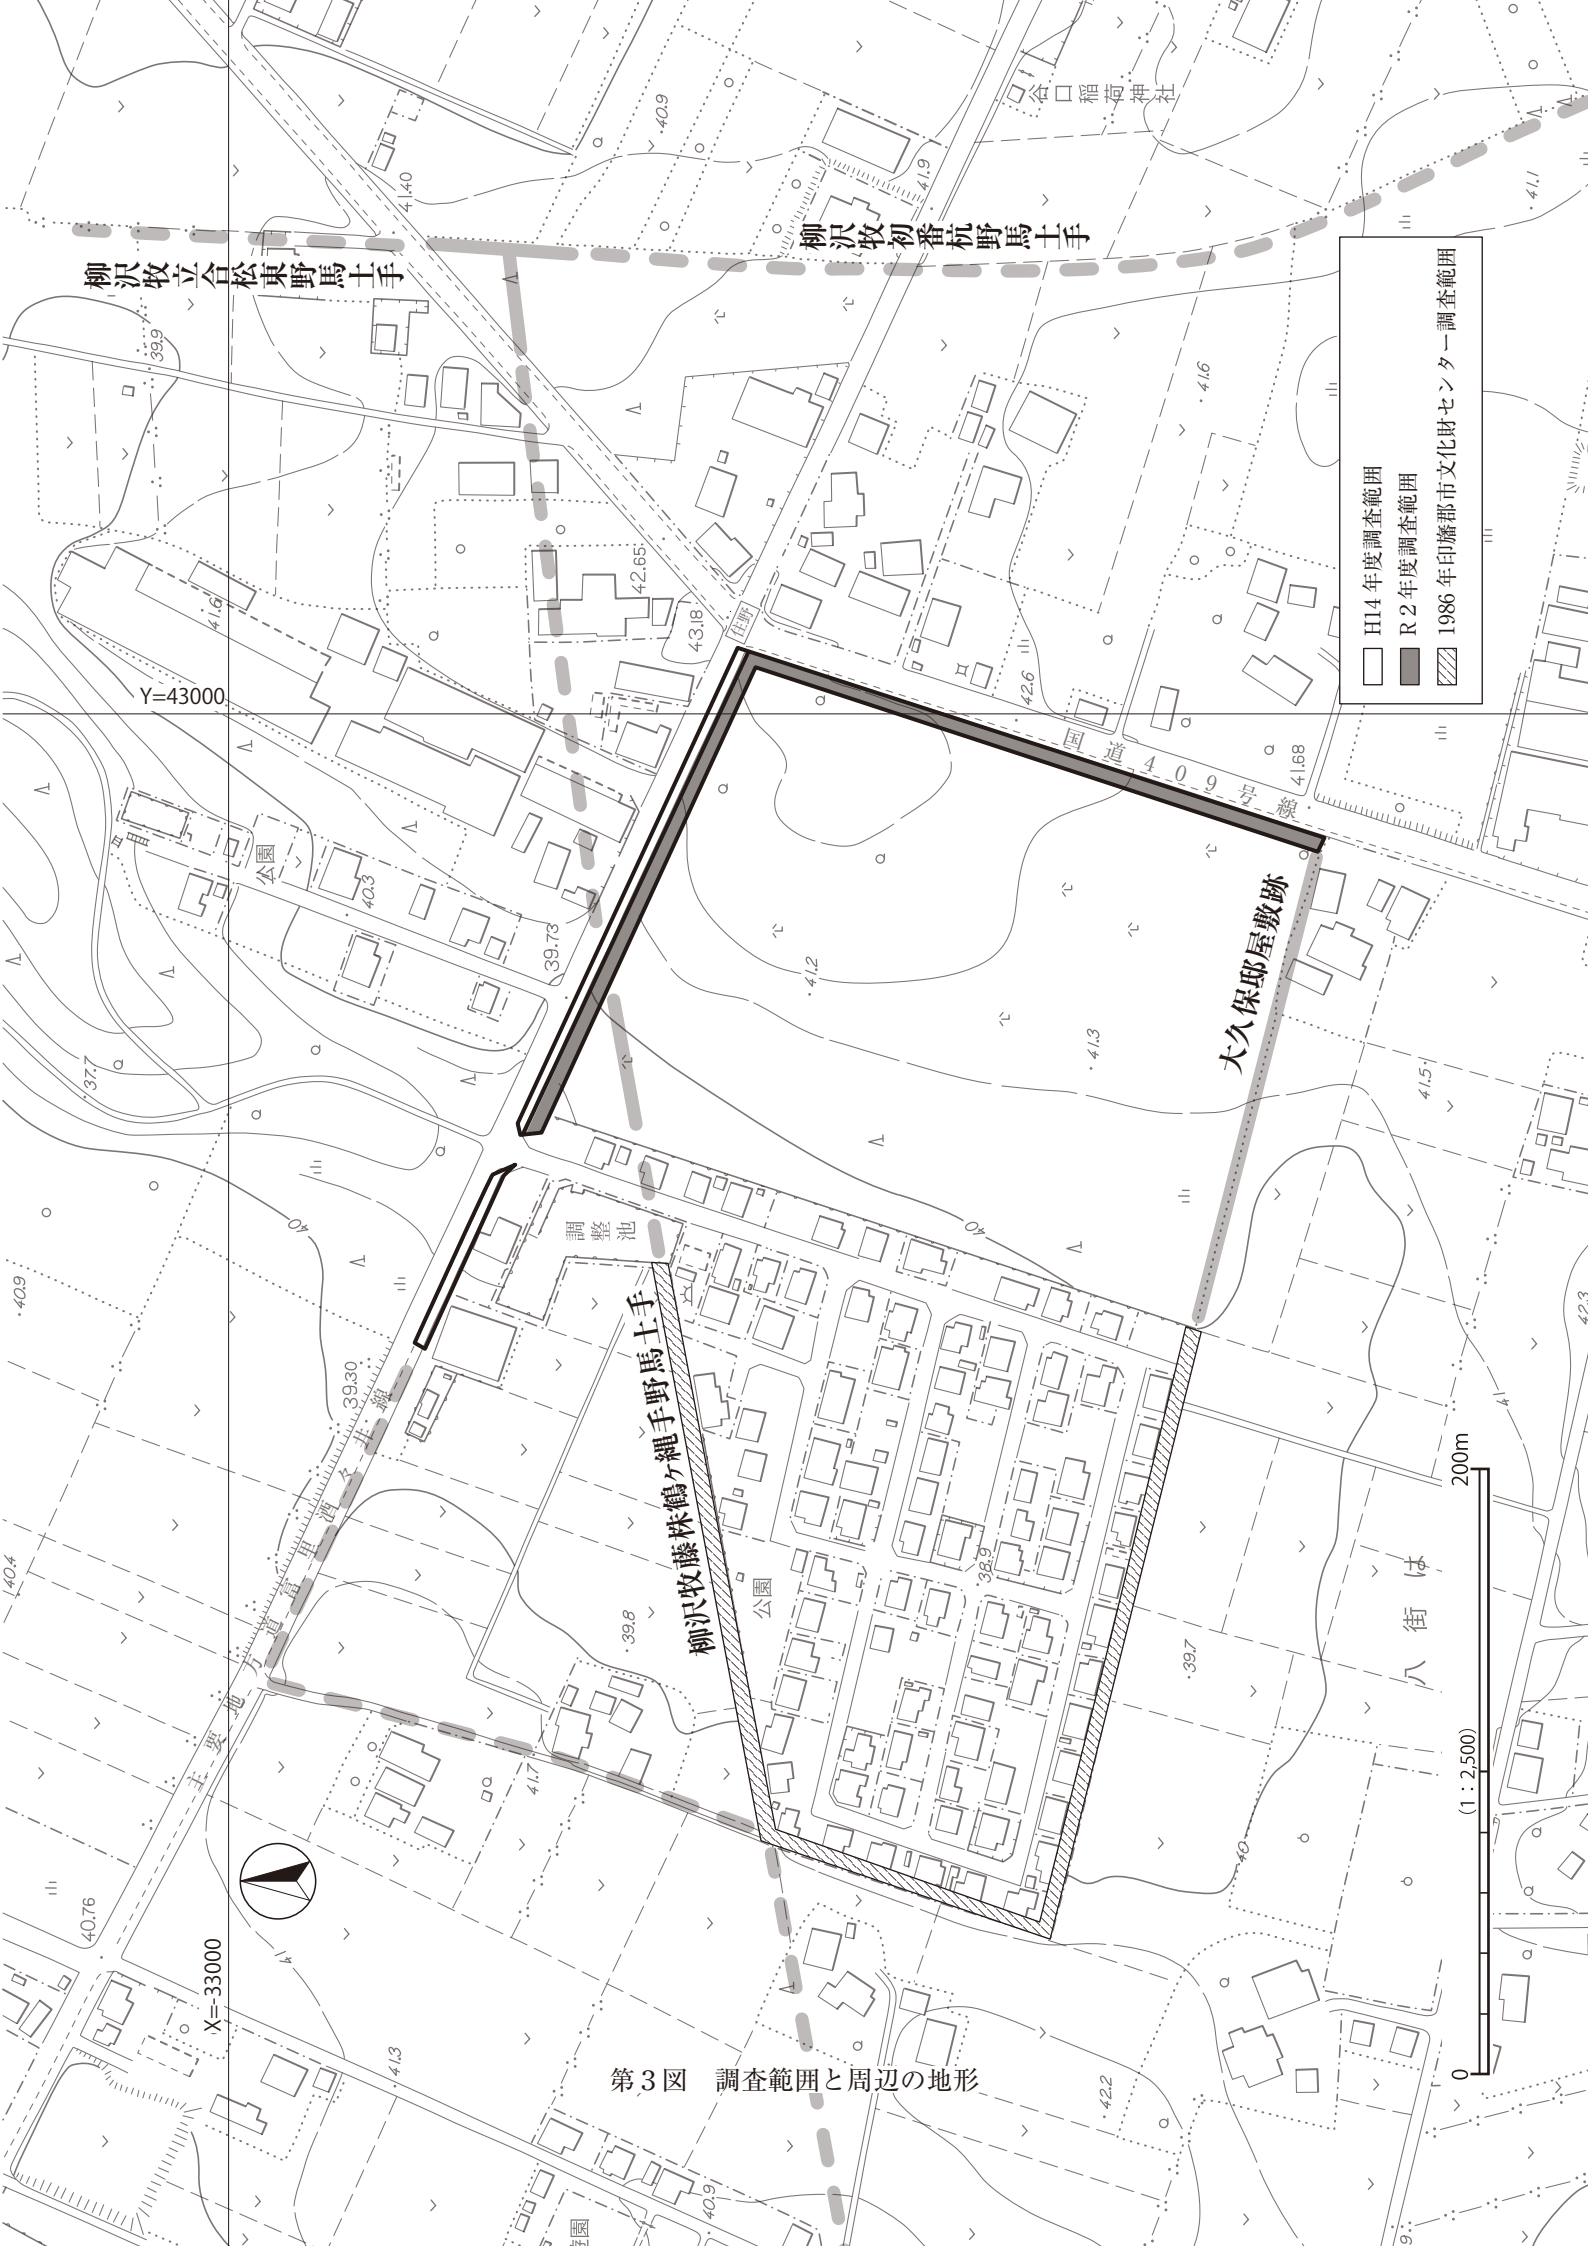 谷口稲荷神社
40.9
41.40
41.9
41.1
柳沢牧立合松東野馬土手
柳沢牧初番杭野馬土手
39.9
41.6
H14年度調査範囲
R２年度調査範囲
1986年印旛郡市文化財センター調査範囲
41.6
42.65
43.18
住野
42.6
Y=43000
国道409号線
41.68
公園
40.3
39.73
41.2
大久保邸屋敷跡
37.7
41.3
41.5
40
調整池
40
40.9
42.3
柳沢牧藤株鶴ヶ縄手野馬土手
39.30
主要地方道富里酒々井線
41
200m
40.4
38.9
公園
39.8
39.7
八街は
41.7
(1：2,500)
40
40.76
X=-33000
41
41.3
0
第３図　調査範囲と周辺の地形
42.2
40.9